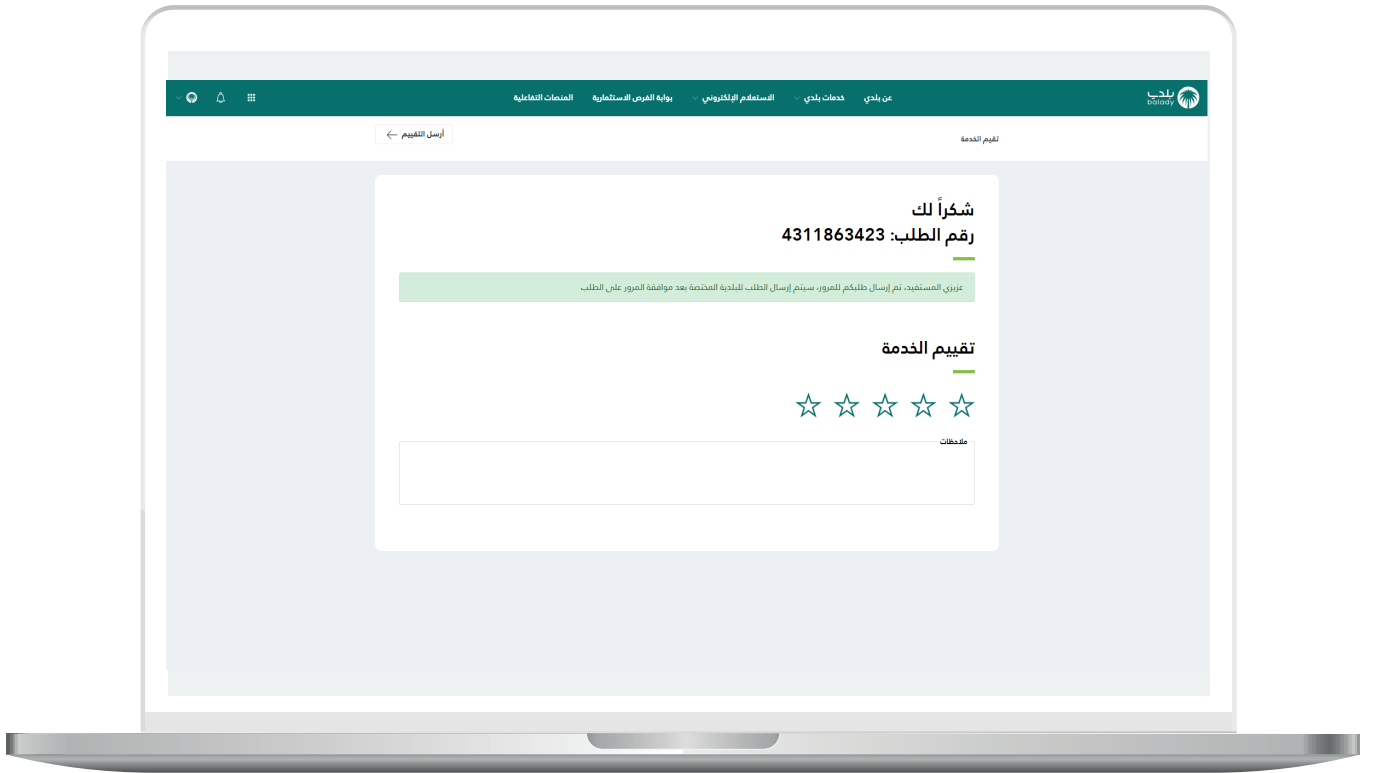 بلدي
balady
عن بلدي
خدمات بلدي
الاستعلام الإلكتروني
بوابة الفرص الاستثمارية
المنصات التفاعلية
تقيم الخدمة
أرسل التقييم
شكراً لك
رقم الطلب: 4311863423
عزيزي المستفيد، تم إرسال طلبكم للمرور، سيتم إرسال الطلب للبلدية المختصة بعد موافقة المرور على الطلب
تقييم الخدمة
ملاحظات